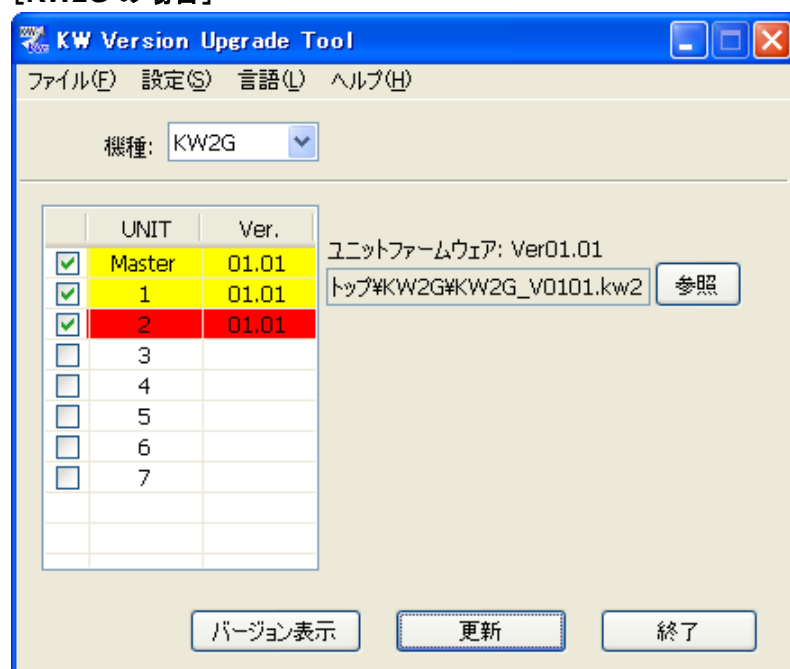 KW Version Upgrade Tool
ファイル(F) 設定(S) 言語(L) ヘルプ(H)
機種: KW2G
UNIT Ver.
Master 01.01
1 01.01
2 01.01
3
4
5
6
7
ユニットファームウェア: Ver01.01
トップ¥KW2G¥KW2G_V0101.kw2 参照
バージョン表示 更新 終了